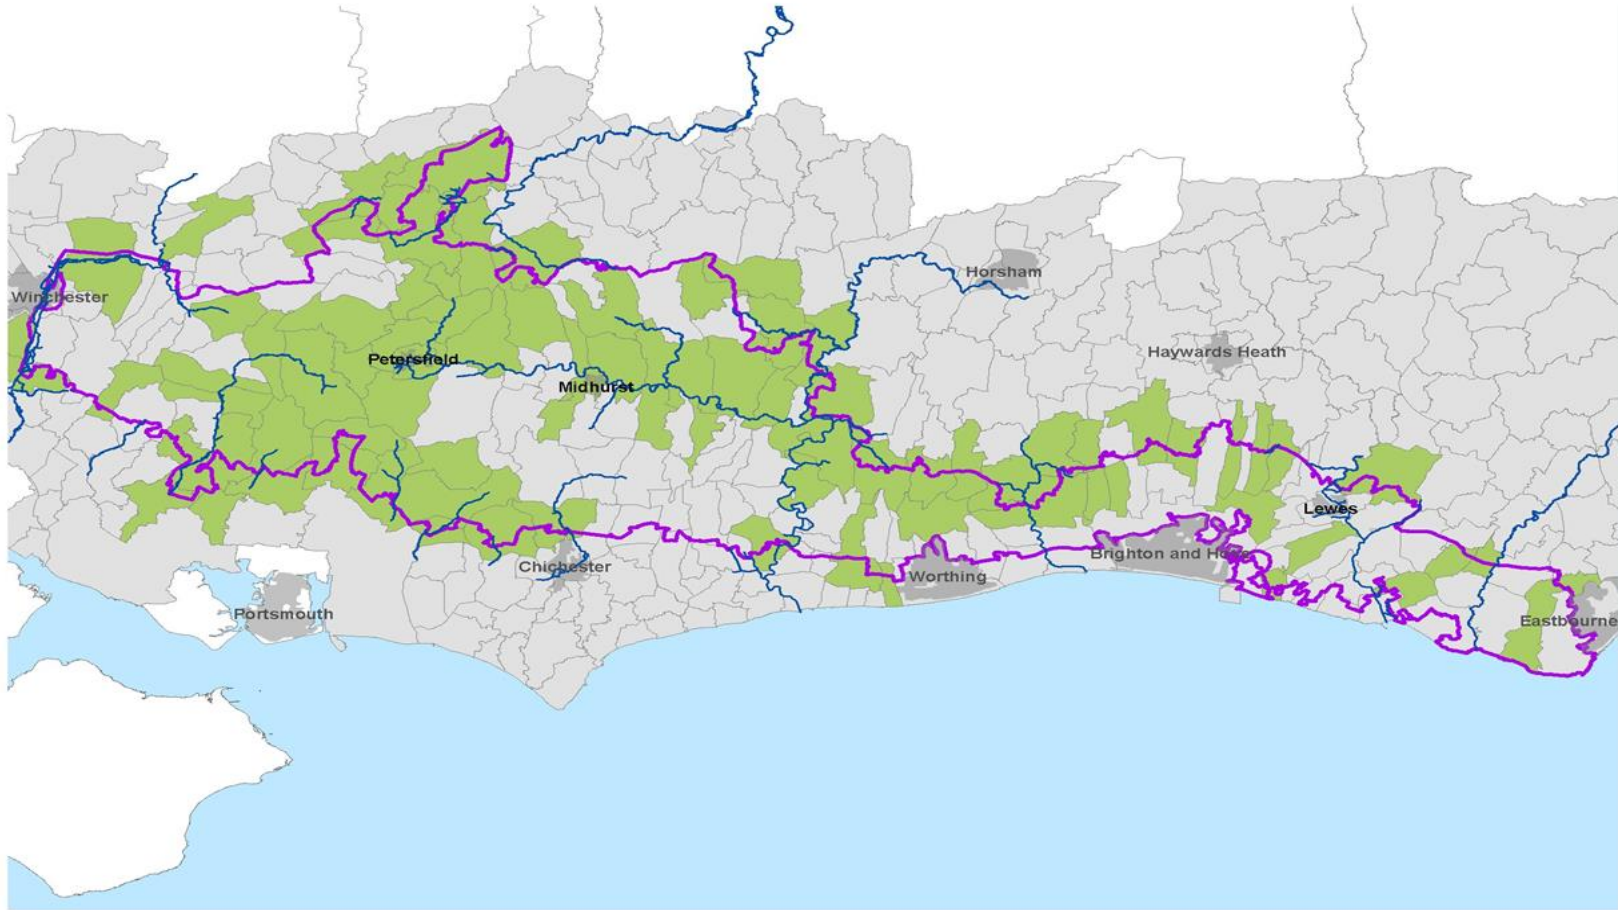 Horsham
Winchester
Haywards Heath
Petersfield
Midhurst
Lewes
Brighton and Hove
Chichester
Worthing
Portsmouth
Eastbourne